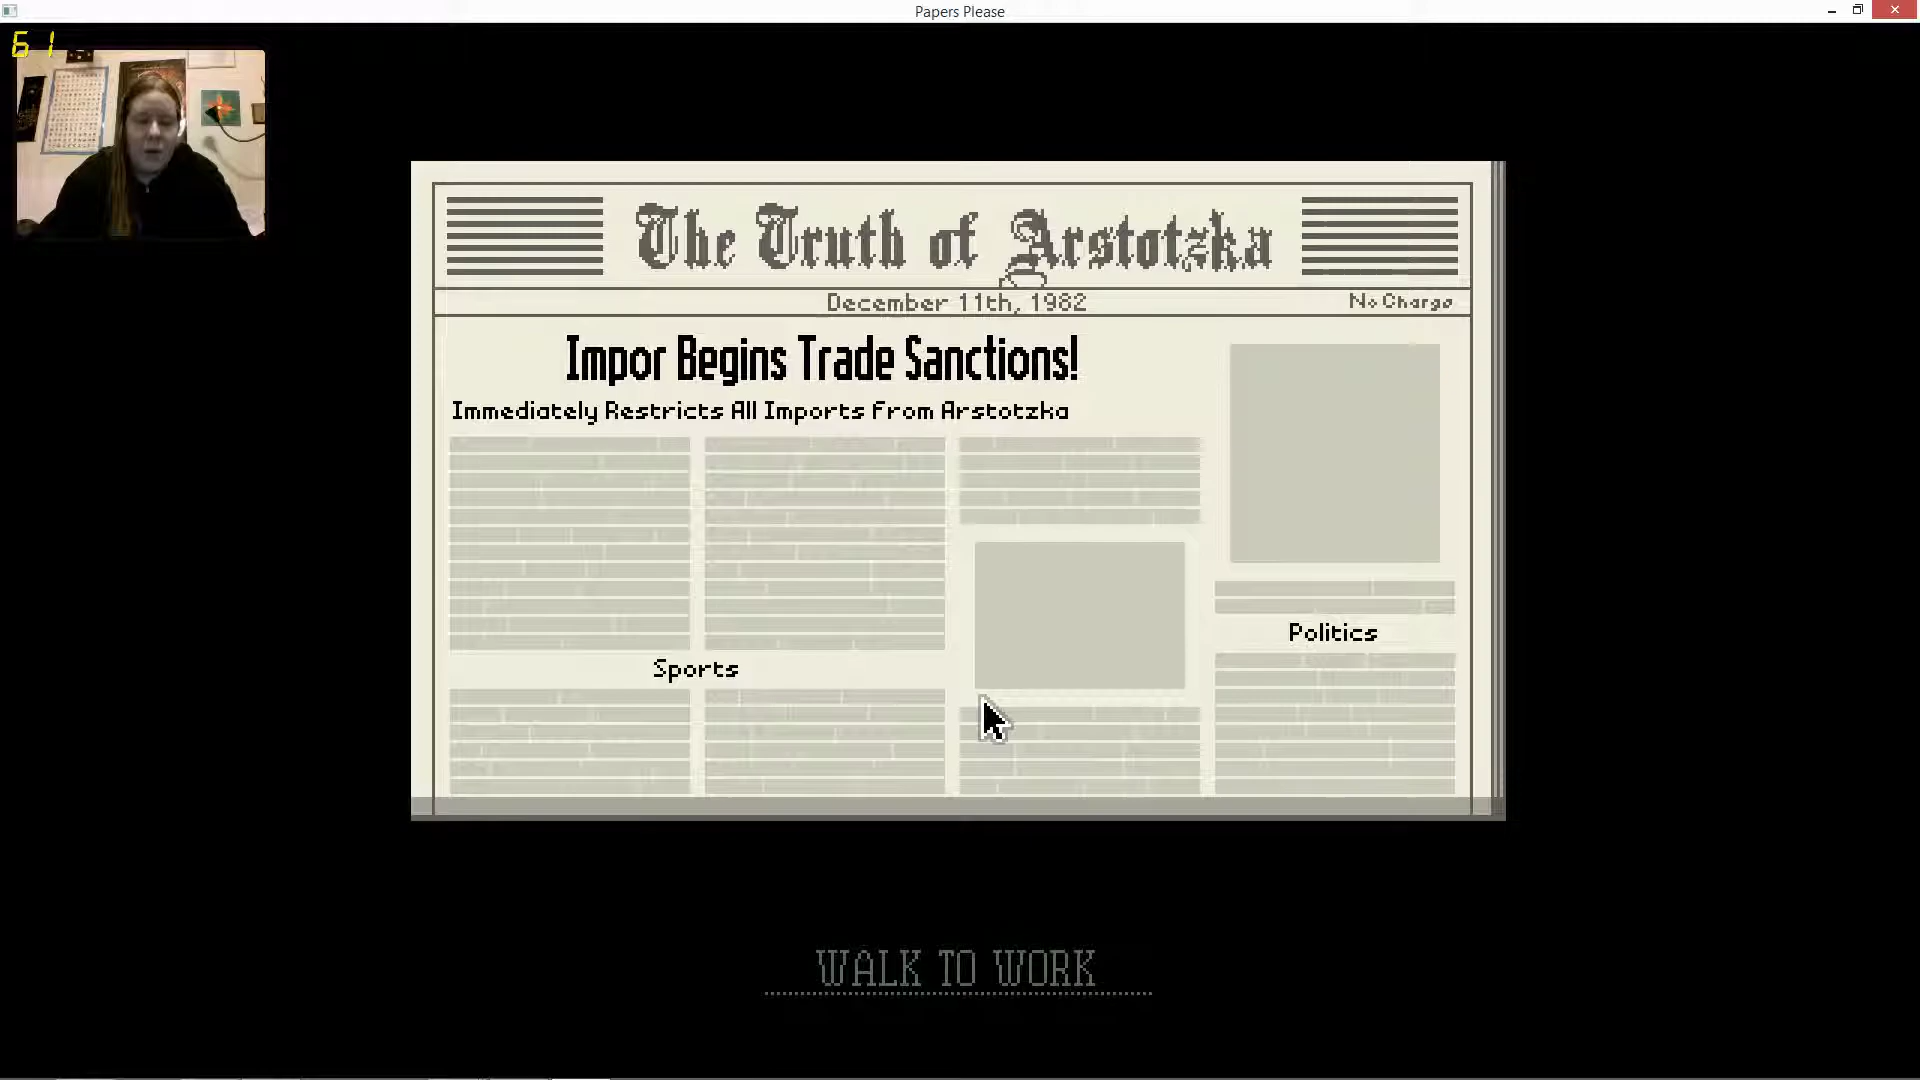 Papers Please
61
The Truth of Arstotzka
December 11th, 1982
No Charge
Impor Begins Trade Sanctions!
Immediately Restricts All Imports From Arstotzka
Sports
Politics
WALK TO WORK